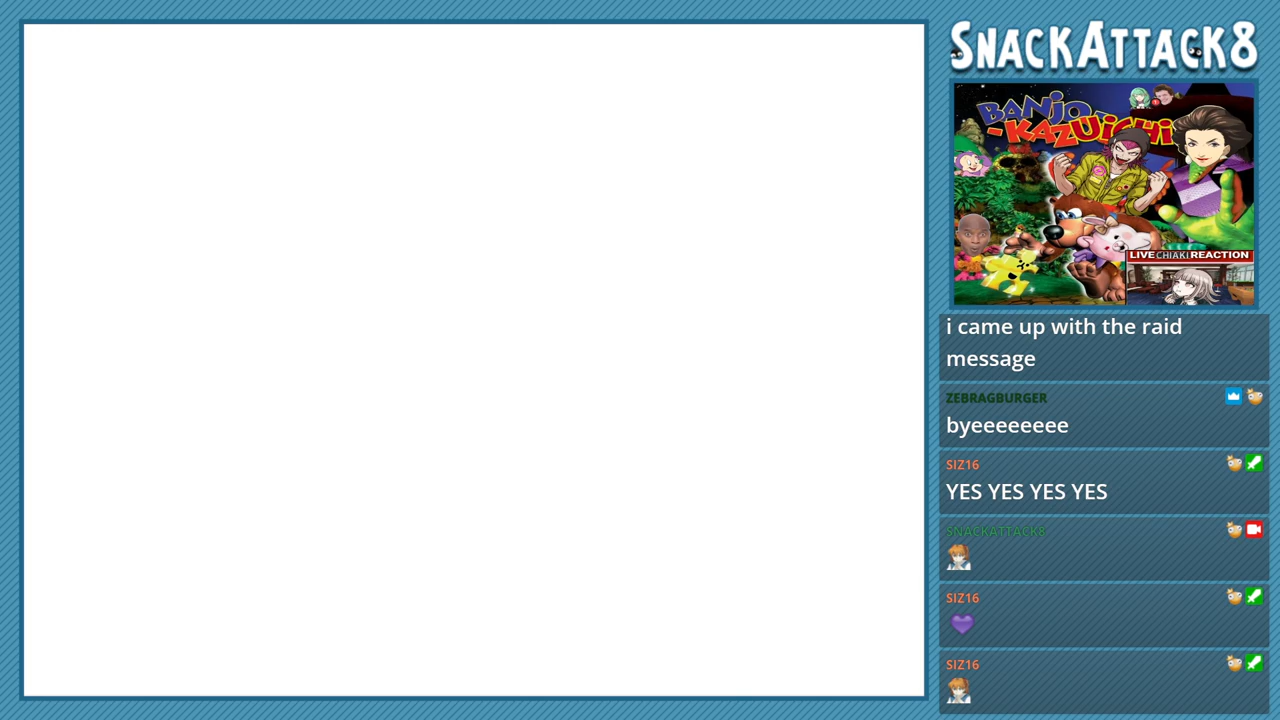 SNACKATTACK8
BANJO
-KAZUICHI
LIVE CHIAKI REACTION
i came up with the raid
message
ZEBRAGBURGER
byeeeeeeee
SIZ16
YES YES YES YES
SNACKATTACK8
SIZ16
SIZ16